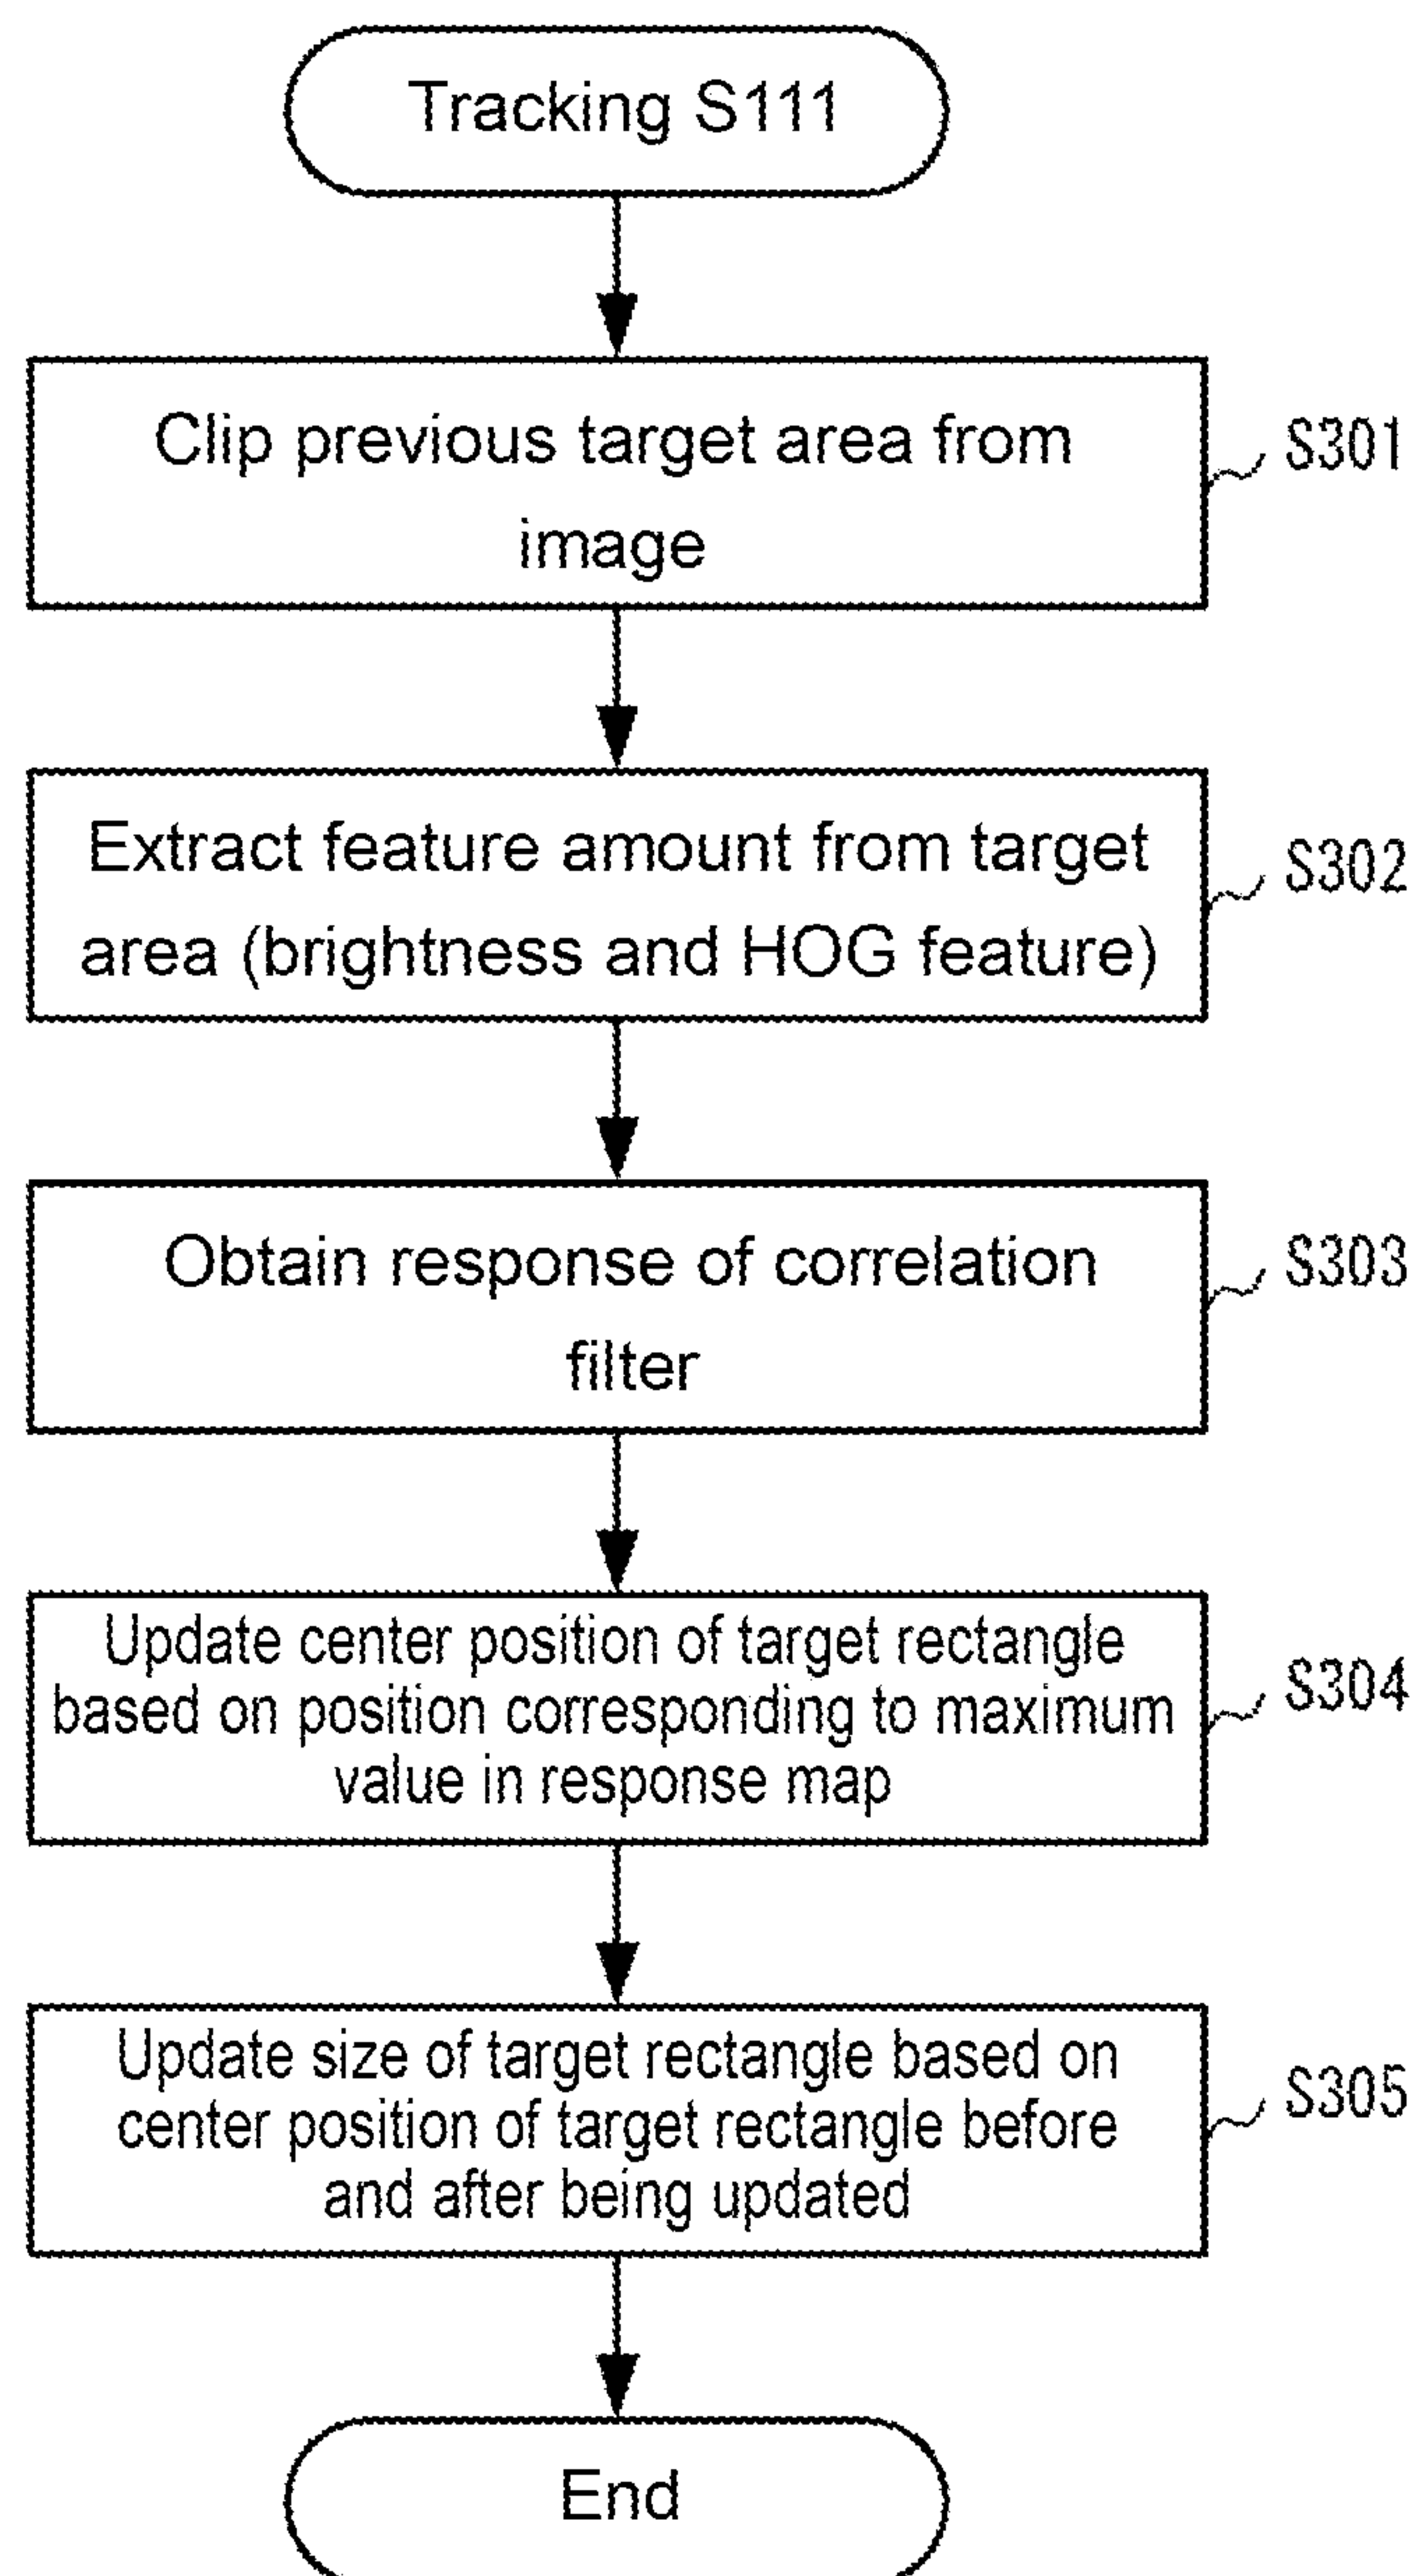 Tracking S111
Clip previous target area from
image
S301
Extract feature amount from target
area (brightness and HOG feature)
S302
Obtain response of correlation
filter
S303
Update center position of target rectangle
based on position corresponding to maximum
value in response map
S304
Update size of target rectangle based on
center position of target rectangle before
and after being updated
S305
End